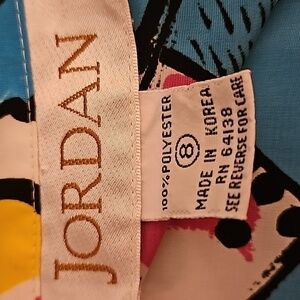 JORDAN
100% POLYESTER
8
MADE IN KOREA
RN 64138
SEE REVERSE FOR CARE